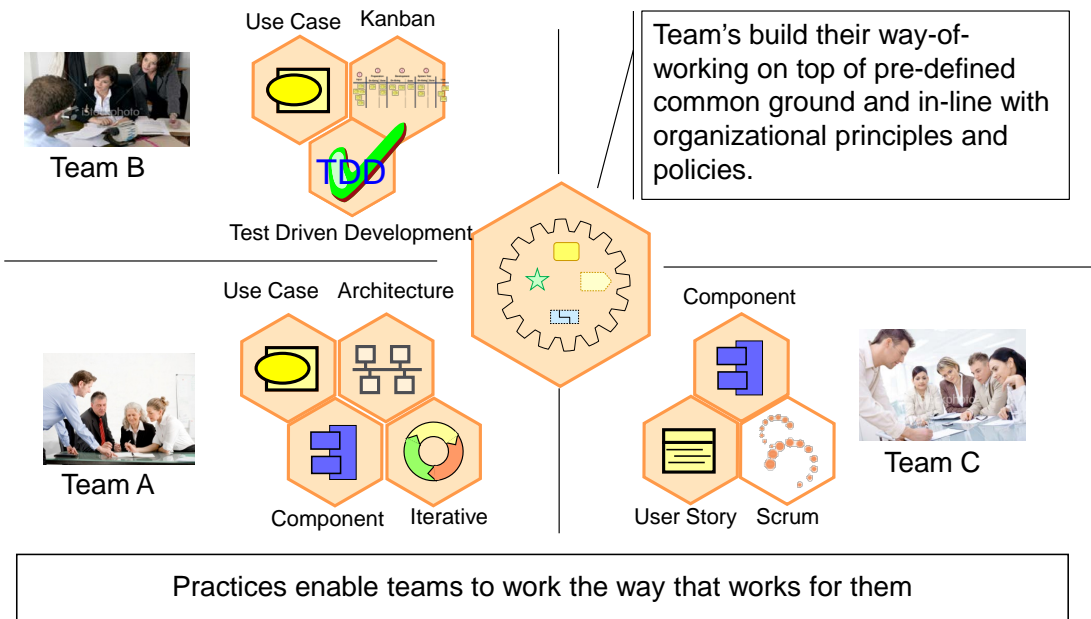 Use Case
Kanban
Team's build their way-of-
working on top of pre-defined
common ground and in-line with
organizational principles and
policies.
Team B
TDD
Test Driven Development
Use Case
Architecture
Component
Team A
Component
Iterative
Team C
User Story
Scrum
Practices enable teams to work the way that works for them